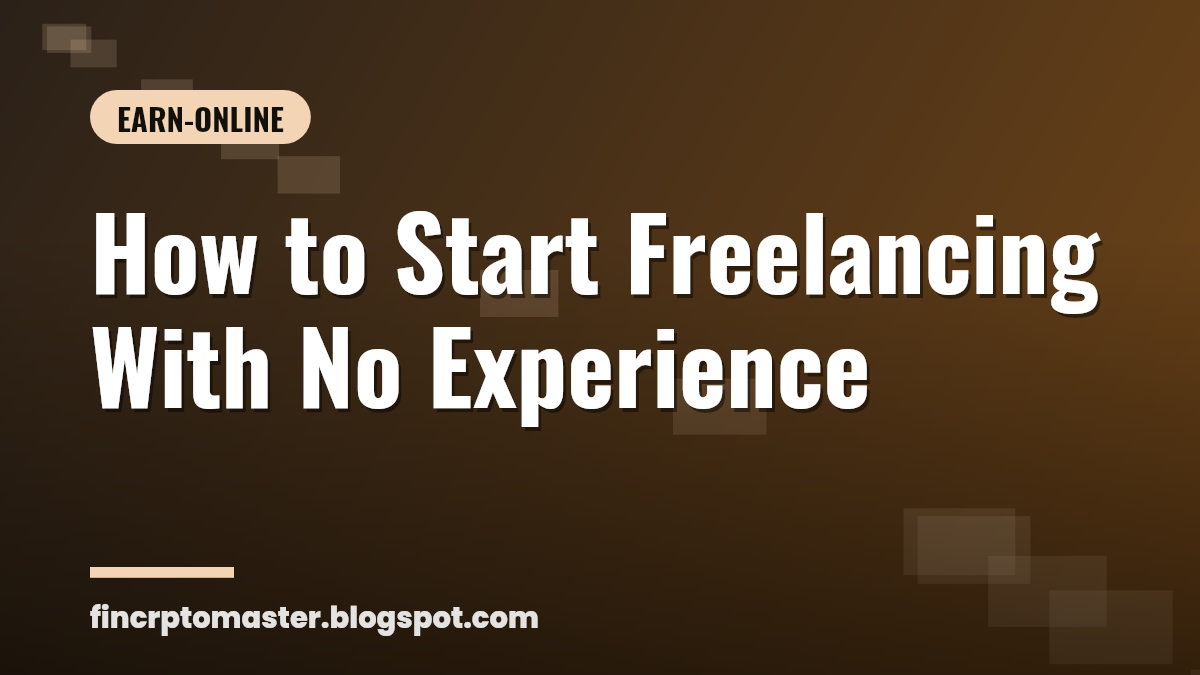 EARN-ONLINE
How to Start Freelancing
With No Experience
fincrptomaster.blogspot.com